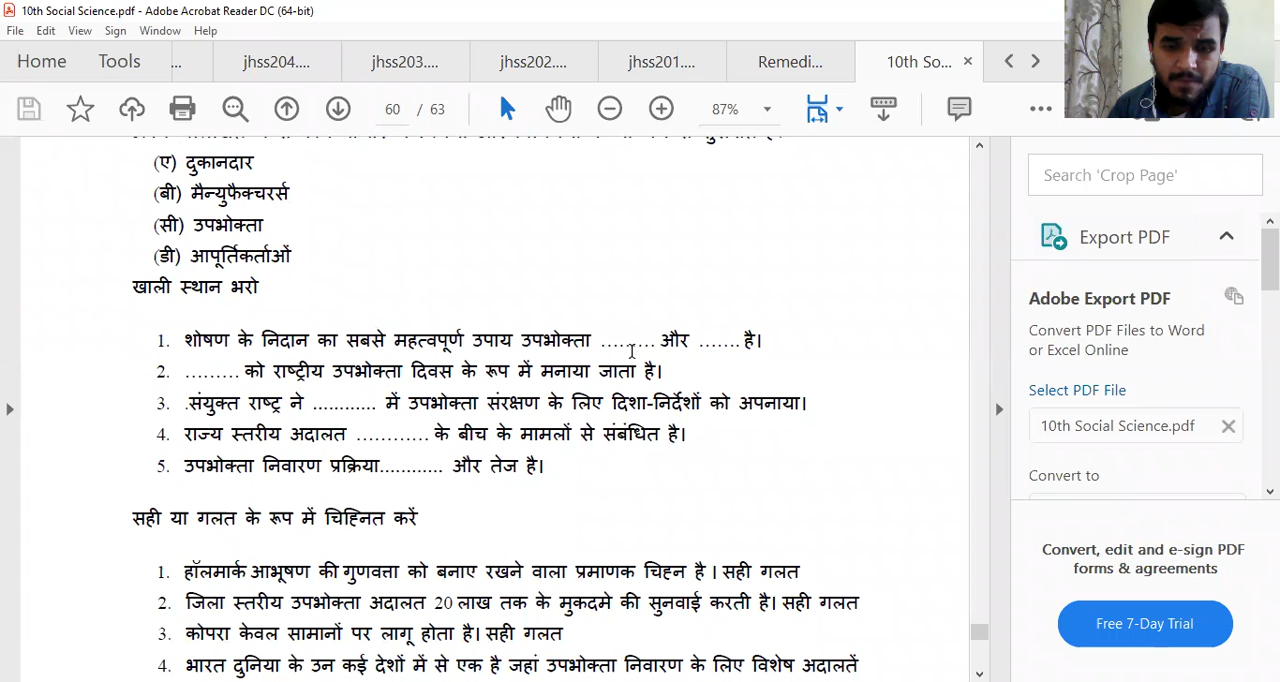 10th Social Science.pdf - Adobe Acrobat Reader DC (64-bit)
File Edit View Sign Window Help
Home Tools ... jhss204.... jhss203.... jhss202.... jhss201.... Remedi... 10th So... ×
60 / 63 87%
(ए) दुकानदार
(बी) मैन्युफैक्चरर्स
(सी) उपभोक्ता
(डी) आपूर्तिकर्ताओं
खाली स्थान भरो
1. शोषण के निदान का सबसे महत्वपूर्ण उपाय उपभोक्ता ......... और ....... है।
2. ......... को राष्ट्रीय उपभोक्ता दिवस के रूप में मनाया जाता है।
3. .संयुक्त राष्ट्र ने ............ में उपभोक्ता संरक्षण के लिए दिशा-निर्देशों को अपनाया।
4. राज्य स्तरीय अदालत ............ के बीच के मामलों से संबंधित है।
5. उपभोक्ता निवारण प्रक्रिया............ और तेज है।
सही या गलत के रूप में चिह्नित करें
1. हॉलमार्क आभूषण की गुणवत्ता को बनाए रखने वाला प्रमाणक चिह्न है । सही गलत
2. जिला स्तरीय उपभोक्ता अदालत 20 लाख तक के मुकदमे की सुनवाई करती है। सही गलत
3. कोपरा केवल सामानों पर लागू होता है। सही गलत
4. भारत दुनिया के उन कई देशों में से एक है जहां उपभोक्ता निवारण के लिए विशेष अदालतें
Search 'Crop Page'
Export PDF
Adobe Export PDF
Convert PDF Files to Word
or Excel Online
Select PDF File
10th Social Science.pdf
Convert to
Convert, edit and e-sign PDF
forms & agreements
Free 7-Day Trial